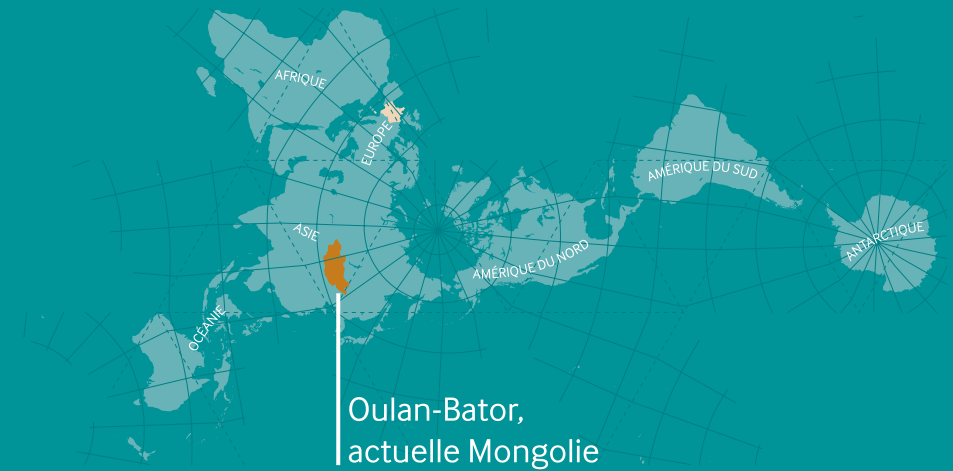 AFRIQUE
EUROPE
AMÉRIQUE DU SUD
ASIE
AMÉRIQUE DU NORD
ANTARCTIQUE
OCÉANIE
Oulan-Bator,
actuelle Mongolie